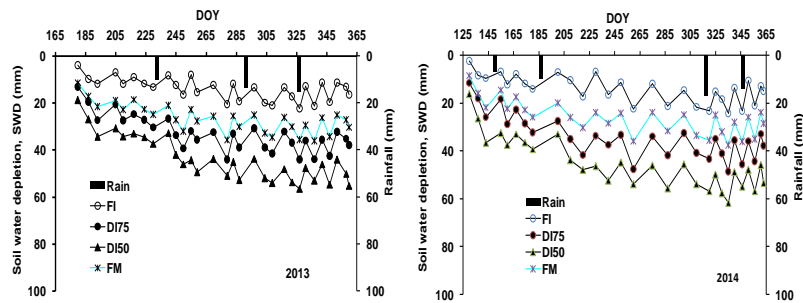 DOY
165 185 205 225 245 265 285 305 325 345 365
0
20
40
60
80
100
Soil water depletion, SWD (mm)
Rain
FI
DI75
DI50
FM
2013
0
20
40
60
80
100
Rainfall (mm)
DOY
125 145 165 185 205 225 245 265 285 305 325 345 365
0
20
40
60
80
100
Soil water depletion, SWD (mm)
Rain
FI
DI75
DI50
FM
2014
0
20
40
60
80
100
Rainfall (mm)